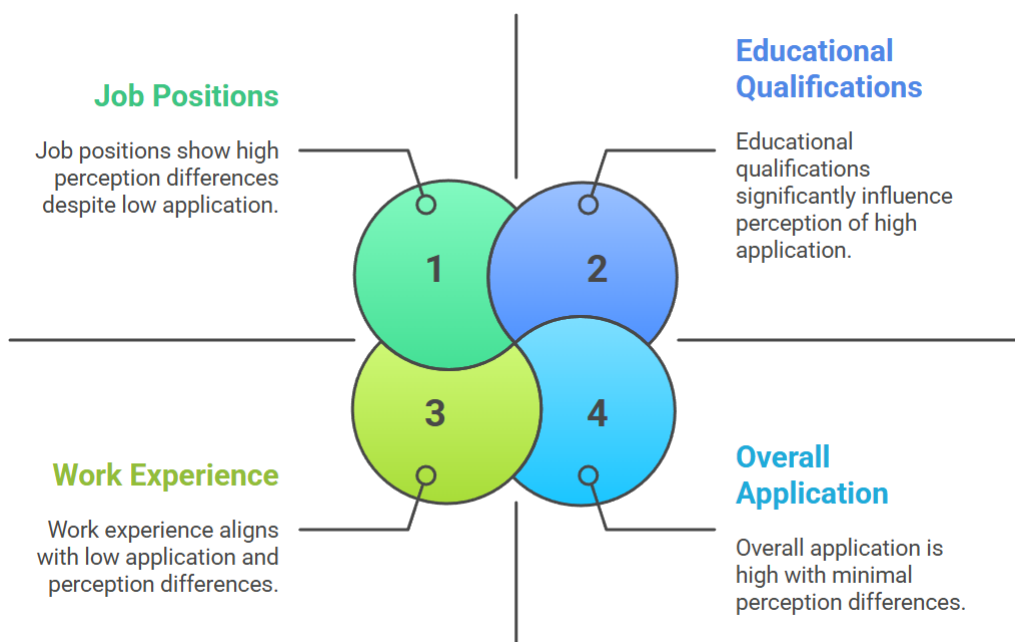 Job Positions
Job positions show high
perception differences
despite low application.
Educational
Qualifications
Educational
qualifications
significantly influence
perception of high
application.
1
2
3
4
Work Experience
Work experience aligns
with low application and
perception differences.
Overall
Application
Overall application is
high with minimal
perception differences.